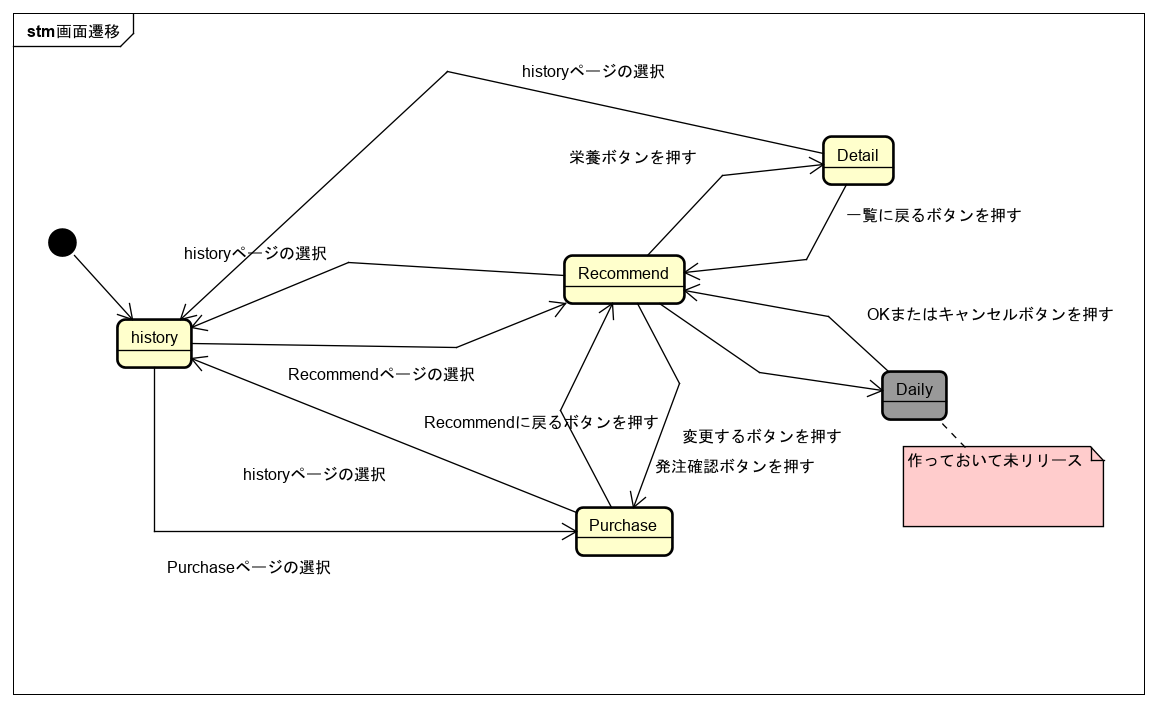 stm画面遷移
historyページの選択
栄養ボタンを押す
Detail
一覧に戻るボタンを押す
historyページの選択
Recommend
OKまたはキャンセルボタンを押す
history
Recommendページの選択
Daily
Recommendに戻るボタンを押す
変更するボタンを押す
作っておいて未リリース
発注確認ボタンを押す
historyページの選択
Purchase
Purchaseページの選択